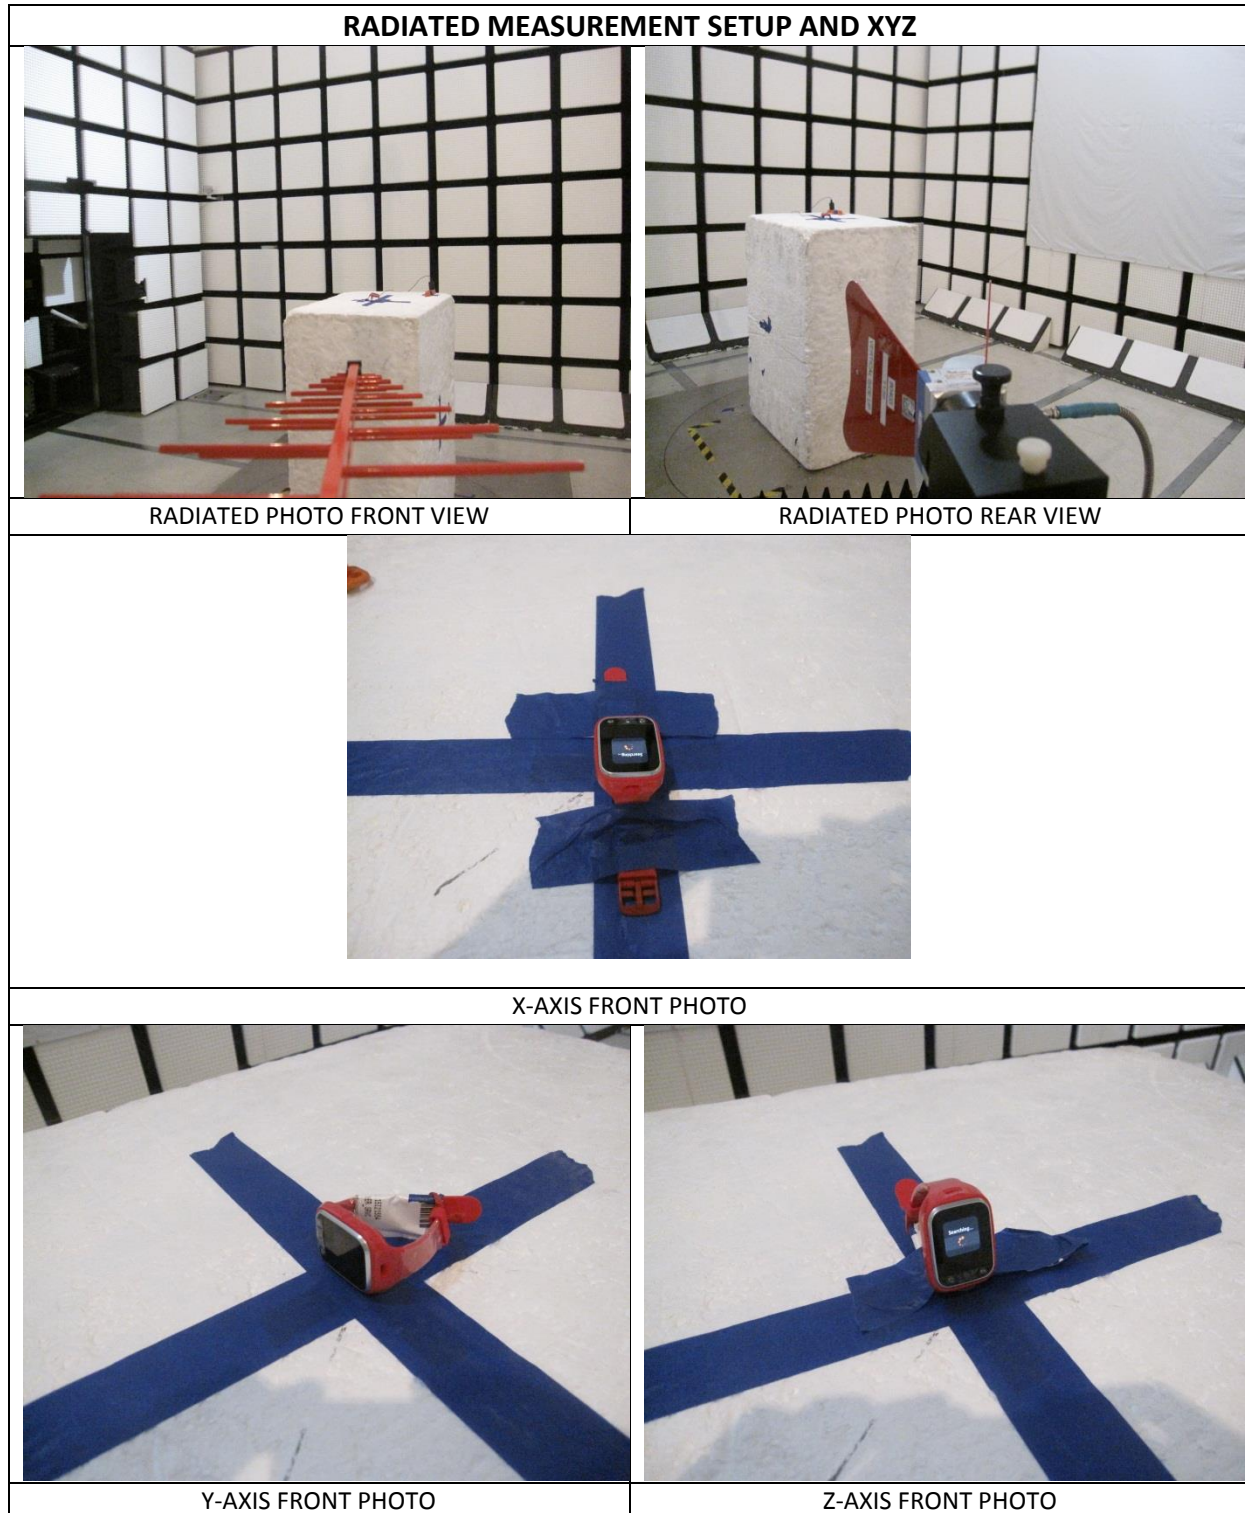 RADIATED MEASUREMENT SETUP AND XYZ
RADIATED PHOTO FRONT VIEW
RADIATED PHOTO REAR VIEW
Searching...
X-AXIS FRONT PHOTO
Searching...
Y-AXIS FRONT PHOTO
Z-AXIS FRONT PHOTO